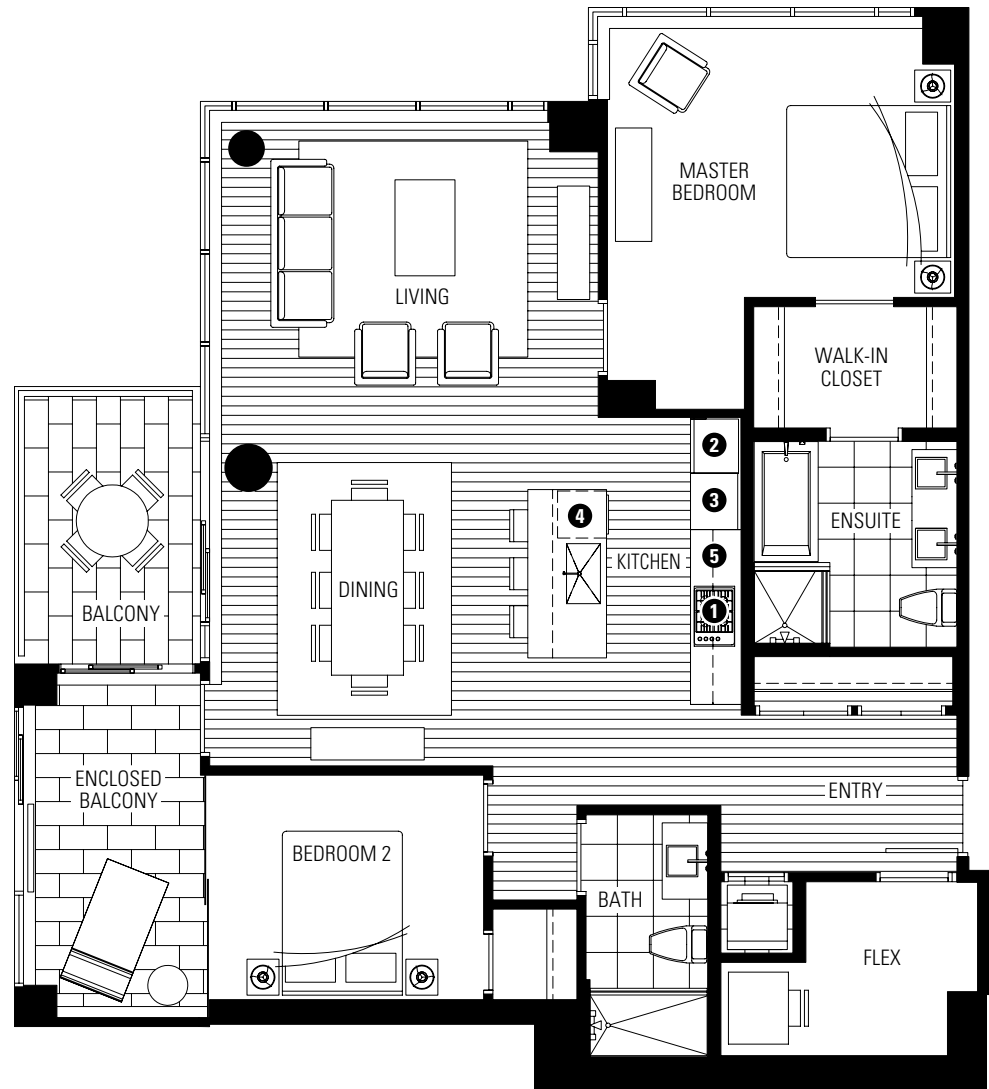 MASTER
BEDROOM
LIVING
WALK-IN
CLOSET
2
3
4
ENSUITE
5
KITCHEN
DINING
1
BALCONY
ENCLOSED
BALCONY
ENTRY
BEDROOM 2
BATH
FLEX